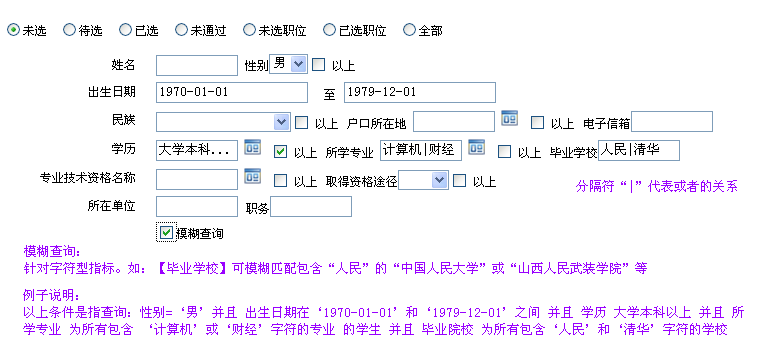 未选 待选 已选 未通过 未选职位 已选职位 全部
姓名 性别 男 以上
出生日期 1970-01-01 至 1979-12-01
民族 以上 户口所在地 以上 电子信箱
学历 大学本科... 以上 所学专业 计算机|财经 以上 毕业学校 人民|清华
专业技术资格名称 以上 取得资格途径 以上 分隔符“|”代表或者的关系
所在单位 职务
模糊查询
模糊查询:
针对字符型指标。如:【毕业学校】可模糊匹配包含“人民”的“中国人民大学”或“山西人民武装学院”等
例子说明:
以上条件是指查询: 性别=‘男’并且 出生日期在‘1970-01-01’和‘1979-12-01’之间 并且 学历 大学本科以上 并且 所
学专业 为所有包含 ‘计算机’或‘财经’字符的专业 的学生 并且 毕业院校 为所有包含‘人民’和‘清华’字符的学校